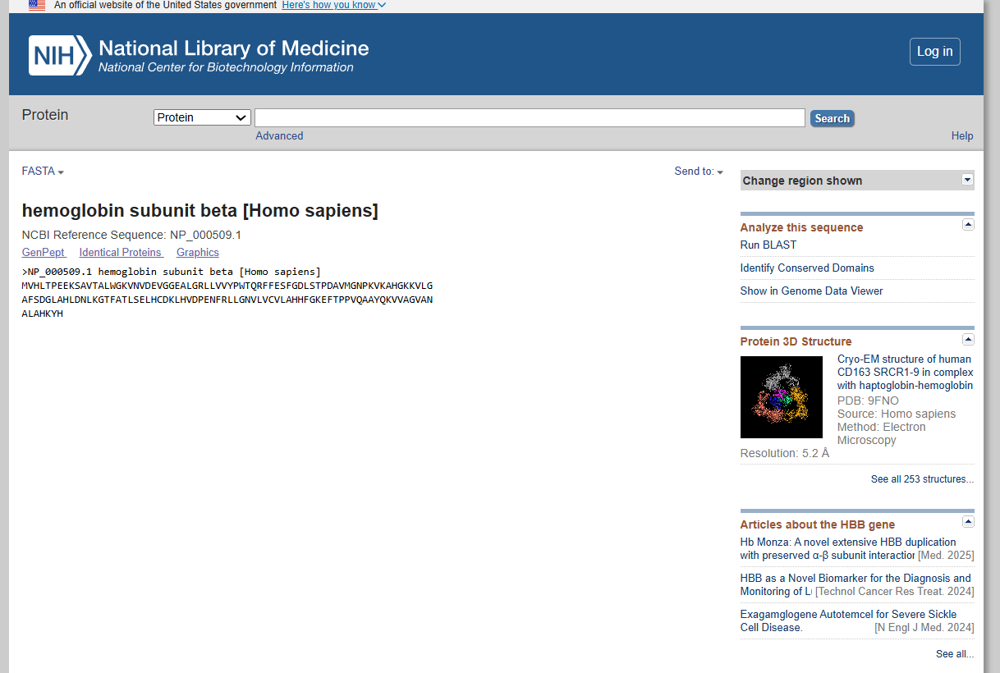 An official website of the United States government Here's how you know
NIH National Library of Medicine
National Center for Biotechnology Information
Log in
Protein
Protein
Search
Advanced
Help
FASTA
Send to:
hemoglobin subunit beta [Homo sapiens]
NCBI Reference Sequence: NP_000509.1
GenPept Identical Proteins Graphics
>NP_000509.1 hemoglobin subunit beta [Homo sapiens]
MVHLTPEEKSAVTALWGKVNVDEVGGEALGRLLVVYPWTQRFFESFGDLSTPDAVMGNPKVKAHGKKVLG
AFSDGLAHLDNLKGTFATLSELHCDKLHVDPENFRLLGNVLVCVLAHHFGKEFTPPVQAAYQKVVAGVAN
ALAHKYH
Change region shown
Analyze this sequence
Run BLAST
Identify Conserved Domains
Show in Genome Data Viewer
Protein 3D Structure
Cryo-EM structure of human
CD163 SRCR1-9 in complex
with haptoglobin-hemoglobin
PDB: 9FNO
Source: Homo sapiens
Method: Electron
Microscopy
Resolution: 5.2 Å
See all 253 structures...
Articles about the HBB gene
Hb Monza: A novel extensive HBB duplication
with preserved α-β subunit interaction [Med. 2025]
HBB as a Novel Biomarker for the Diagnosis and
Monitoring of [Technol Cancer Res Treat. 2024]
Exagamglogene Autotemcel for Severe Sickle
Cell Disease. [N Engl J Med. 2024]
See all...